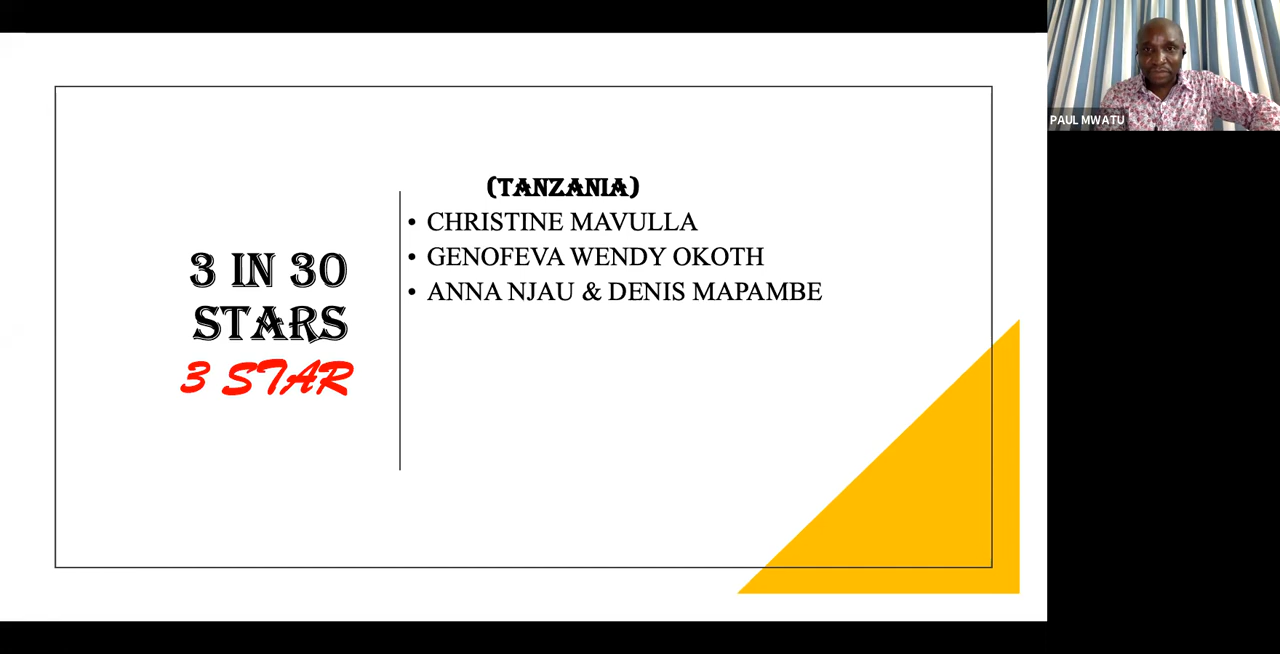 3 IN 30
STARS
3 STAR
(TANZANIA)
• CHRISTINE MAVULLA
• GENOFEVA WENDY OKOTH
• ANNA NJAU & DENIS MAPAMBE
PAUL MWATU